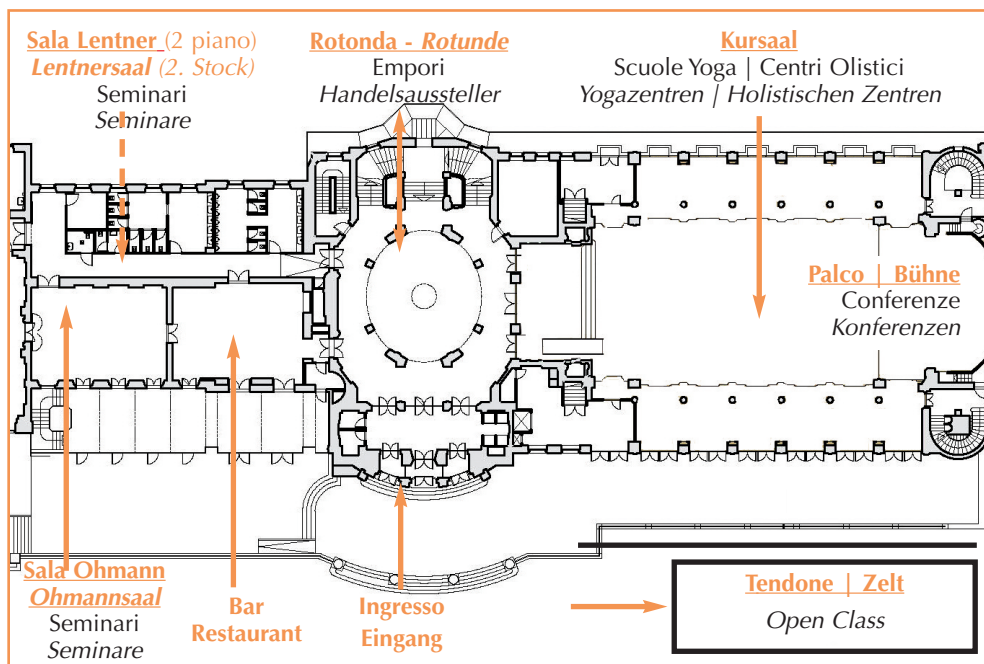 Sala Lentner (2 piano)
Lentnersaal (2. Stock)
Seminari
Seminare
Rotonda - Rotunde
Empori
Handelsaussteller
Kursaal
Scuole Yoga | Centri Olistici
Yogazentren | Holistischen Zentren
Palco | Bühne
Conferenze
Konferenzen
Sala Ohmann
Ohmannsaal
Seminari
Seminare
Bar
Restaurant
Ingresso
Eingang
Tendone | Zelt
Open Class